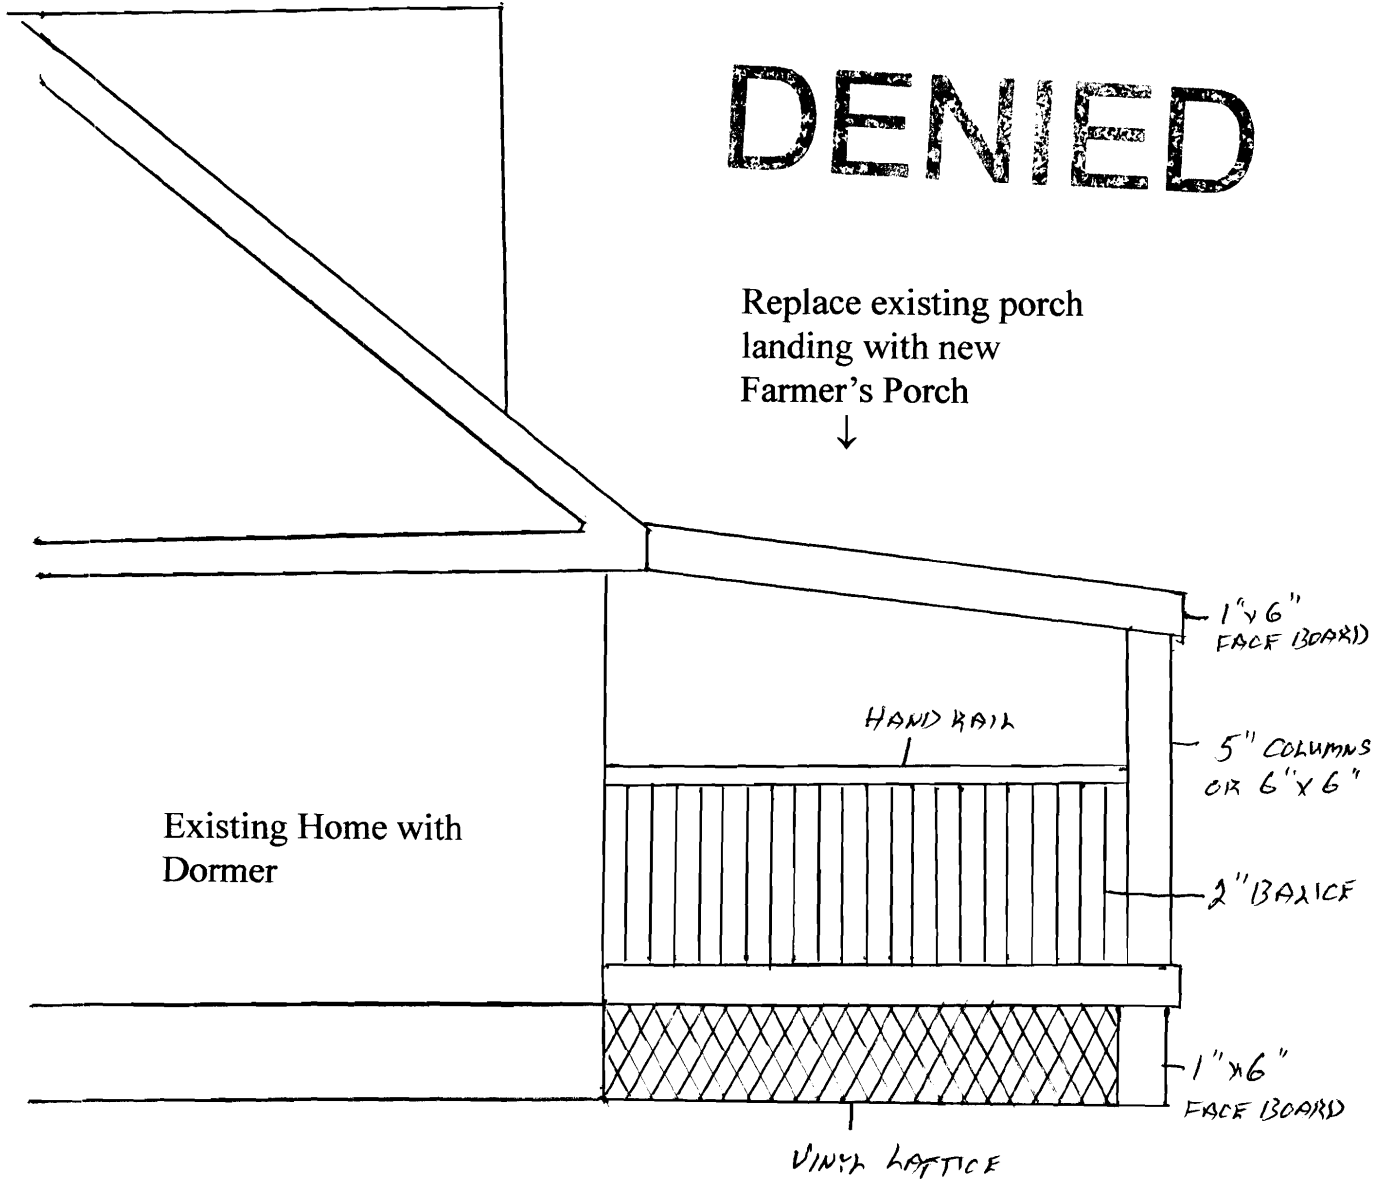 DENIED
Replace existing porch
landing with new
Farmer's Porch
1"x6"
FACE BOARD
HAND RAIL
5" COLUMNS
OR 6"x6"
Existing Home with
Dormer
2" BALICE
1"x6"
FACE BOARD
VINYL LATTICE